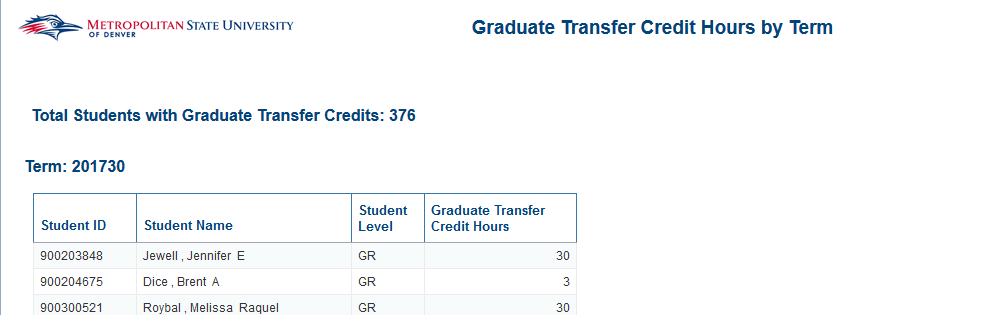 METROPOLITAN STATE UNIVERSITY
OF DENVER
Graduate Transfer Credit Hours by Term
Total Students with Graduate Transfer Credits: 376
Term: 201730
Student ID Student Name Student Level Graduate Transfer Credit Hours
900203848 Jewell , Jennifer E GR 30
900204675 Dice , Brent A GR 3
900300521 Roybal , Melissa Raquel GR 30